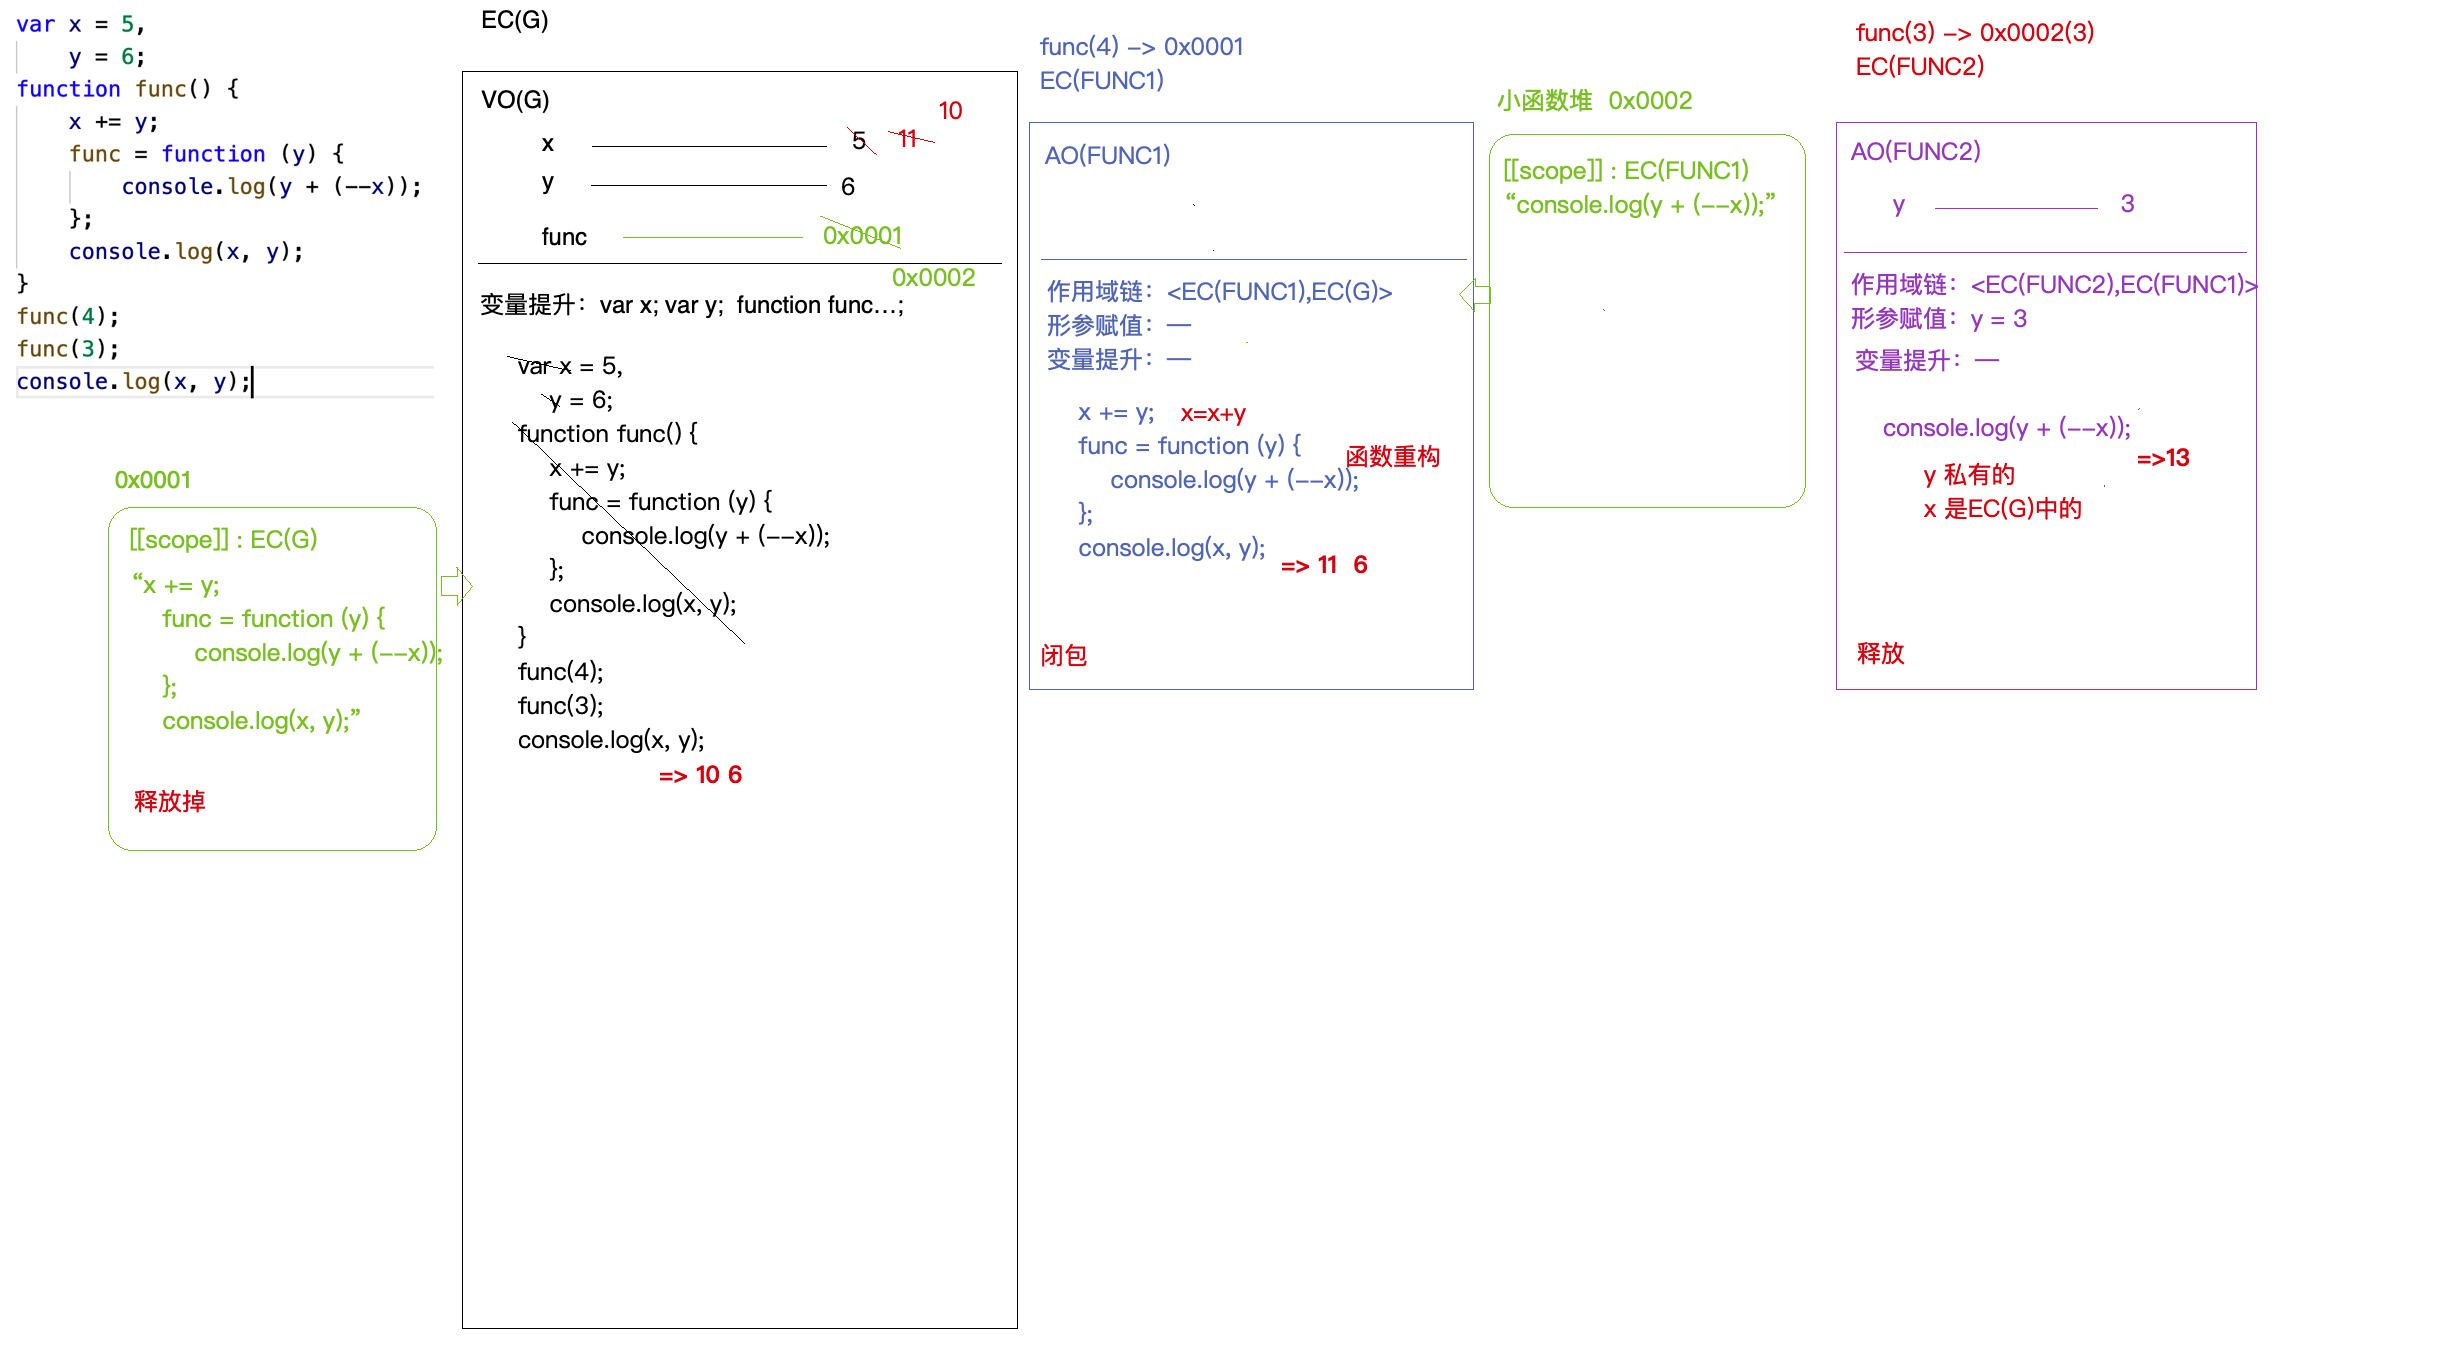 var x = 5,
y = 6;
function func() {
x += y;
func = function (y) {
console.log(y + (--x));
};
console.log(x, y);
}
func(4);
func(3);
console.log(x, y);
0x0001
[[scope]] : EC(G)
“x += y;
func = function (y) {
console.log(y + (--x));
};
console.log(x, y);”
释放掉
EC(G)
VO(G)
x 5 11 10
y 6
func 0x0001
0x0002
变量提升：var x; var y; function func...;
var x = 5,
y = 6;
function func() {
x += y;
func = function (y) {
console.log(y + (--x));
};
console.log(x, y);
}
func(4);
func(3);
console.log(x, y);
=> 10 6
func(4) -> 0x0001
EC(FUNC1)
AO(FUNC1)
作用域链：<EC(FUNC1),EC(G)>
形参赋值：—
变量提升：—
x += y; x=x+y
func = function (y) {
函数重构
console.log(y + (--x));
};
console.log(x, y);
=> 11 6
闭包
小函数堆 0x0002
[[scope]] : EC(FUNC1)
“console.log(y + (--x));”
func(3) -> 0x0002(3)
EC(FUNC2)
AO(FUNC2)
y 3
作用域链：<EC(FUNC2),EC(FUNC1)>
形参赋值：y = 3
变量提升：—
console.log(y + (--x));
=>13
y 私有的
x 是EC(G)中的
释放